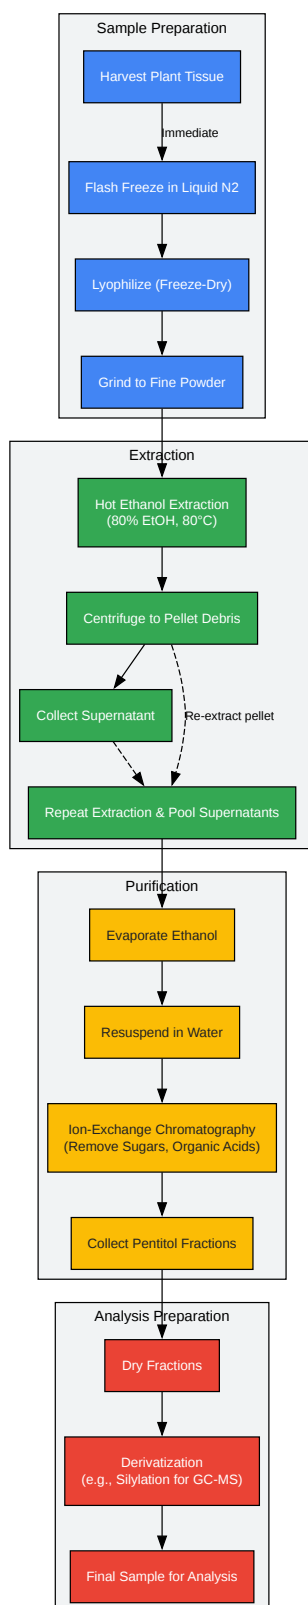 Sample Preparation
Harvest Plant Tissue
Immediate
Flash Freeze in Liquid N2
Lyophilize (Freeze-Dry)
Grind to Fine Powder
Extraction
Hot Ethanol Extraction
(80% EtOH, 80°C)
Centrifuge to Pellet Debris
Collect Supernatant
Re-extract pellet
Repeat Extraction & Pool Supernatants
Purification
Evaporate Ethanol
Resuspend in Water
Ion-Exchange Chromatography
(Remove Sugars, Organic Acids)
Collect Pentitol Fractions
Analysis Preparation
Dry Fractions
Derivatization
(e.g., Silylation for GC-MS)
Final Sample for Analysis